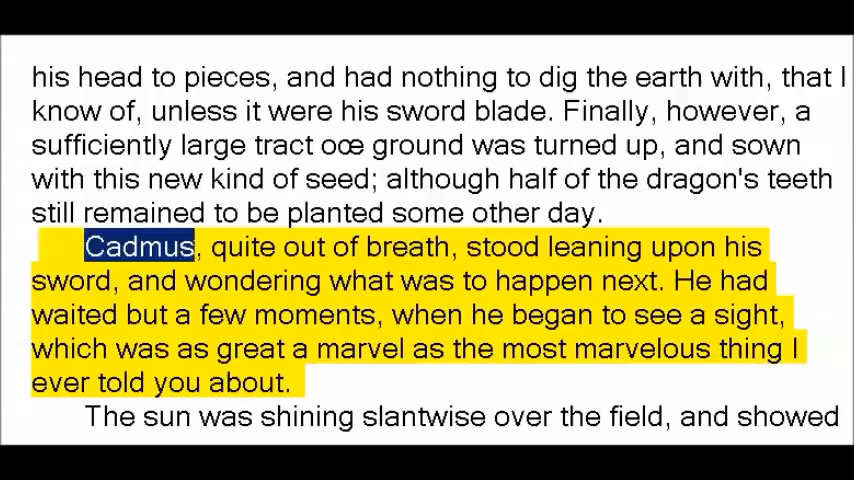 his head to pieces, and had nothing to dig the earth with, that I
know of, unless it were his sword blade. Finally, however, a
sufficiently large tract oœ ground was turned up, and sown
with this new kind of seed; although half of the dragon's teeth
still remained to be planted some other day.
Cadmus, quite out of breath, stood leaning upon his
sword, and wondering what was to happen next. He had
waited but a few moments, when he began to see a sight,
which was as great a marvel as the most marvelous thing I
ever told you about.
The sun was shining slantwise over the field, and showed